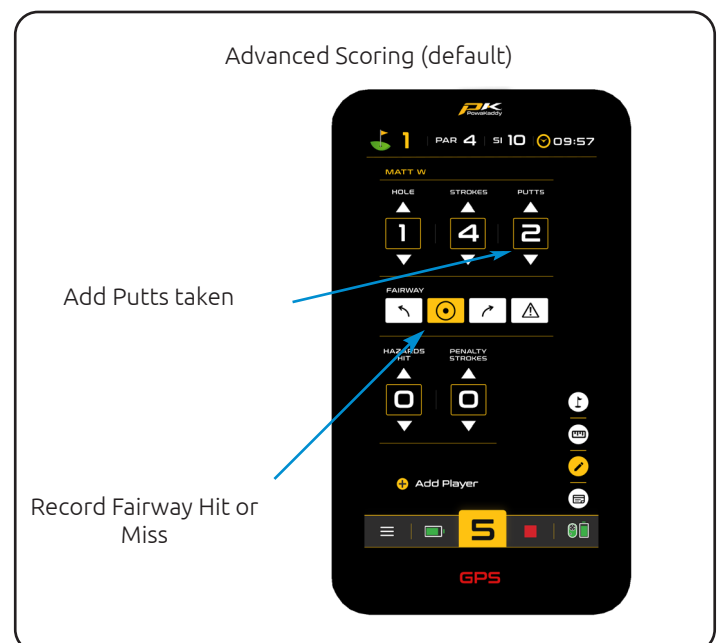 Advanced Scoring (default)
PK
PowaKaddy
1 PAR 4 SI 10 09:57
MATT W
HOLE STROKES PUTTS
1 4 2
Add Putts taken
FAIRWAY
HAZARDS HIT PENALTY STROKES
0 0
Add Player
Record Fairway Hit or
Miss
5
GPS